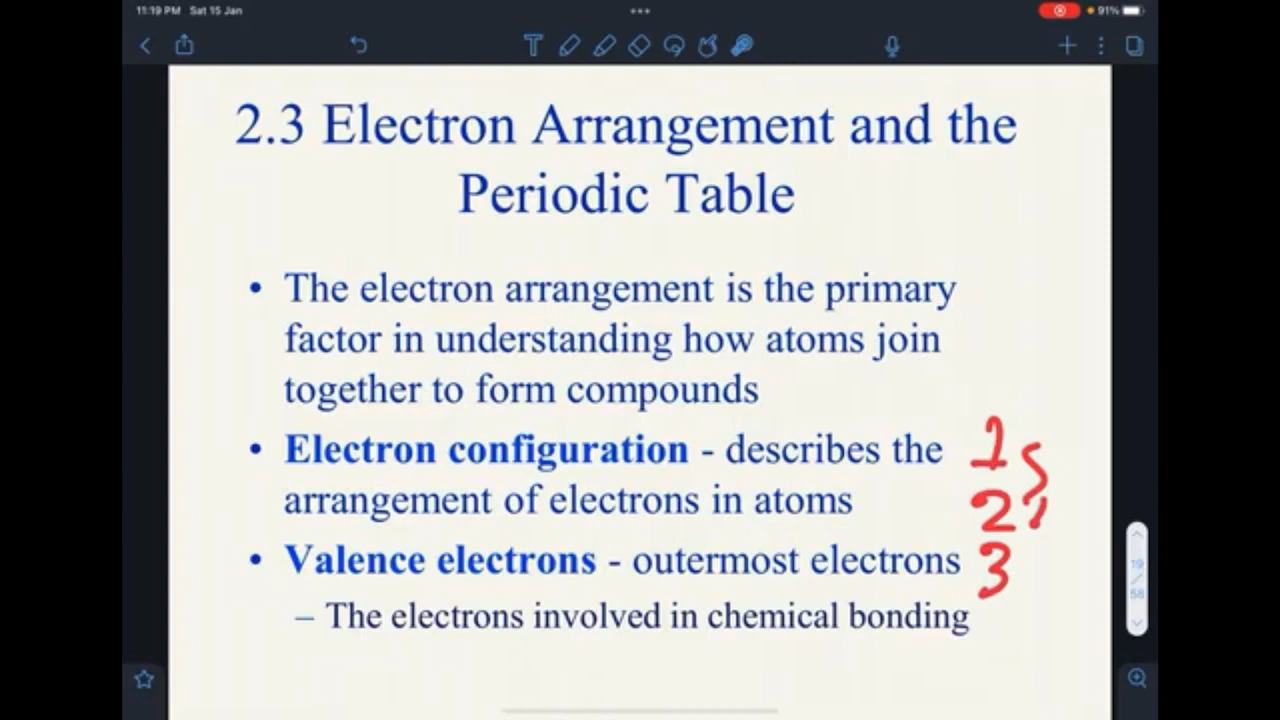 11:19 PM Sat 15 Jan
91%
2.3 Electron Arrangement and the
Periodic Table
• The electron arrangement is the primary
factor in understanding how atoms join
together to form compounds
• Electron configuration - describes the
arrangement of electrons in atoms
• Valence electrons - outermost electrons
– The electrons involved in chemical bonding
1 s
2
3
19
/
58